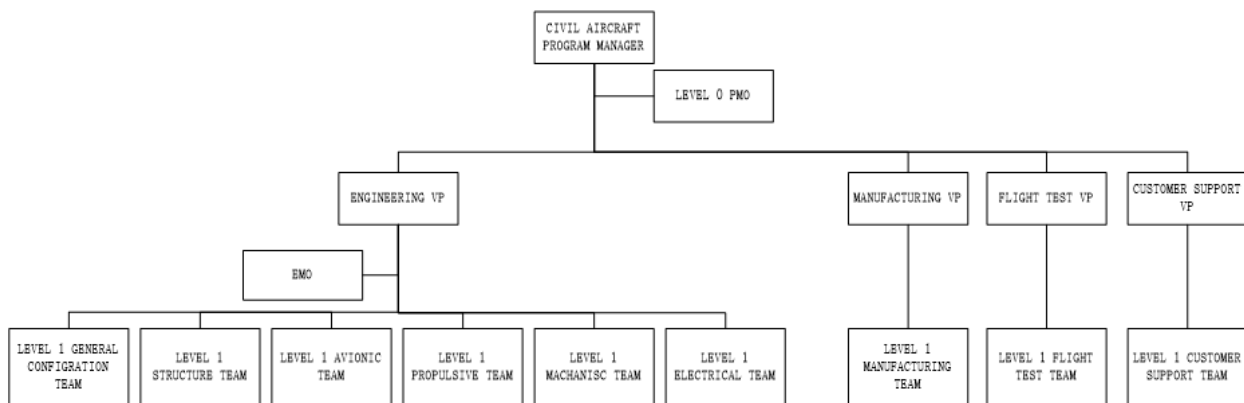 CIVIL AIRCRAFT
PROGRAM MANAGER
LEVEL 0 PMO
ENGINEERING VP
MANUFACTURING VP
FLIGHT TEST VP
CUSTOMER SUPPORT
VP
EMO
LEVEL 1 GENERAL
CONFIGRATION
TEAM
LEVEL 1
STRUCTURE TEAM
LEVEL 1 AVIONIC
TEAM
LEVEL 1
PROPULSIVE TEAM
LEVEL 1
MACHANISC TEAM
LEVEL 1
ELECTRICAL TEAM
LEVEL 1
MANUFACTURING
TEAM
LEVEL 1 FLIGHT
TEST TEAM
LEVEL 1 CUSTOMER
SUPPORT TEAM